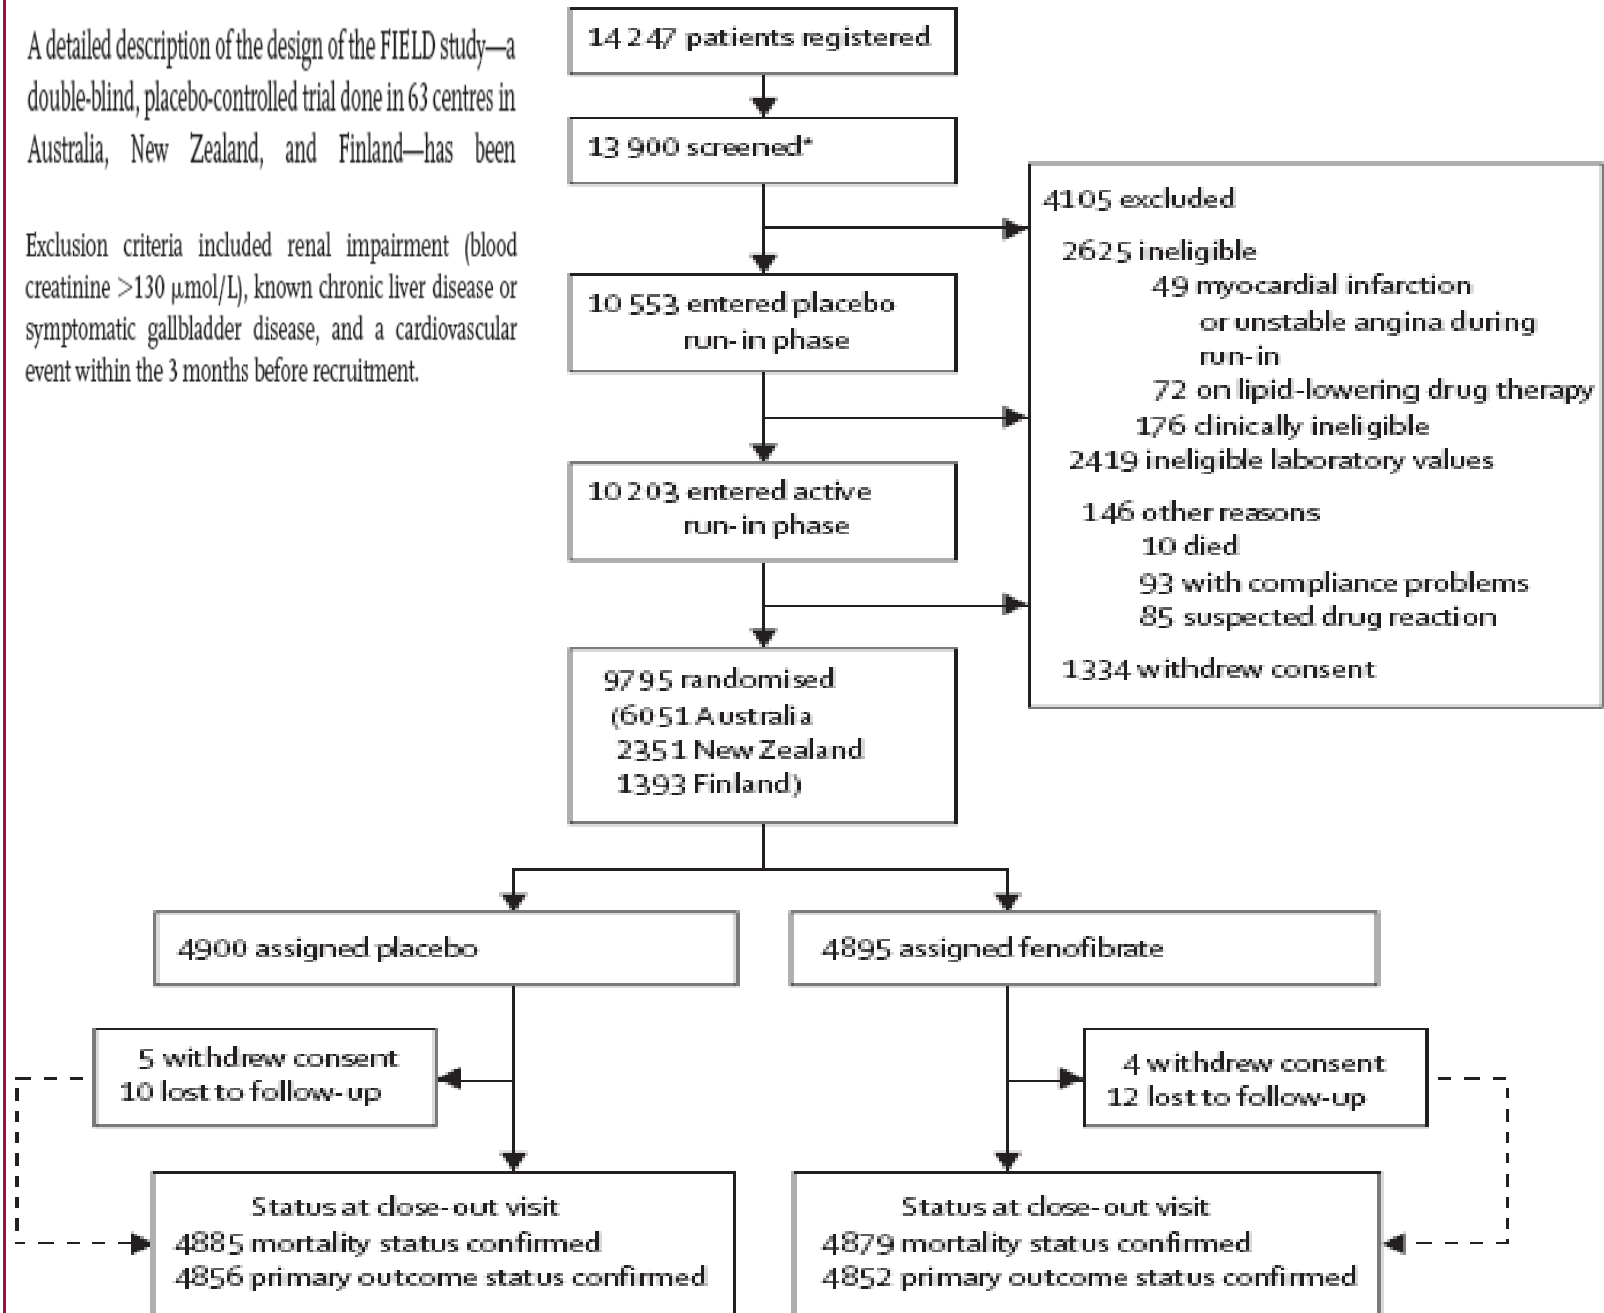 A detailed description of the design of the FIELD study—a
double-blind, placebo-controlled trial done in 63 centres in
Australia, New Zealand, and Finland—has been
Exclusion criteria included renal impairment (blood
creatinine >130 μmol/L), known chronic liver disease or
symptomatic gallbladder disease, and a cardiovascular
event within the 3 months before recruitment.
14 247 patients registered
13 900 screened*
4105 excluded
2625 ineligible
49 myocardial infarction
or unstable angina during
run-in
72 on lipid-lowering drug therapy
176 clinically ineligible
2419 ineligible laboratory values
146 other reasons
10 died
93 with compliance problems
85 suspected drug reaction
1334 withdrew consent
10 553 entered placebo
run-in phase
10 203 entered active
run-in phase
9795 randomised
(6051 Australia
2351 New Zealand
1393 Finland)
4900 assigned placebo
4895 assigned fenofibrate
5 withdrew consent
10 lost to follow-up
4 withdrew consent
12 lost to follow-up
Status at close-out visit
4885 mortality status confirmed
4856 primary outcome status confirmed
Status at close-out visit
4879 mortality status confirmed
4852 primary outcome status confirmed